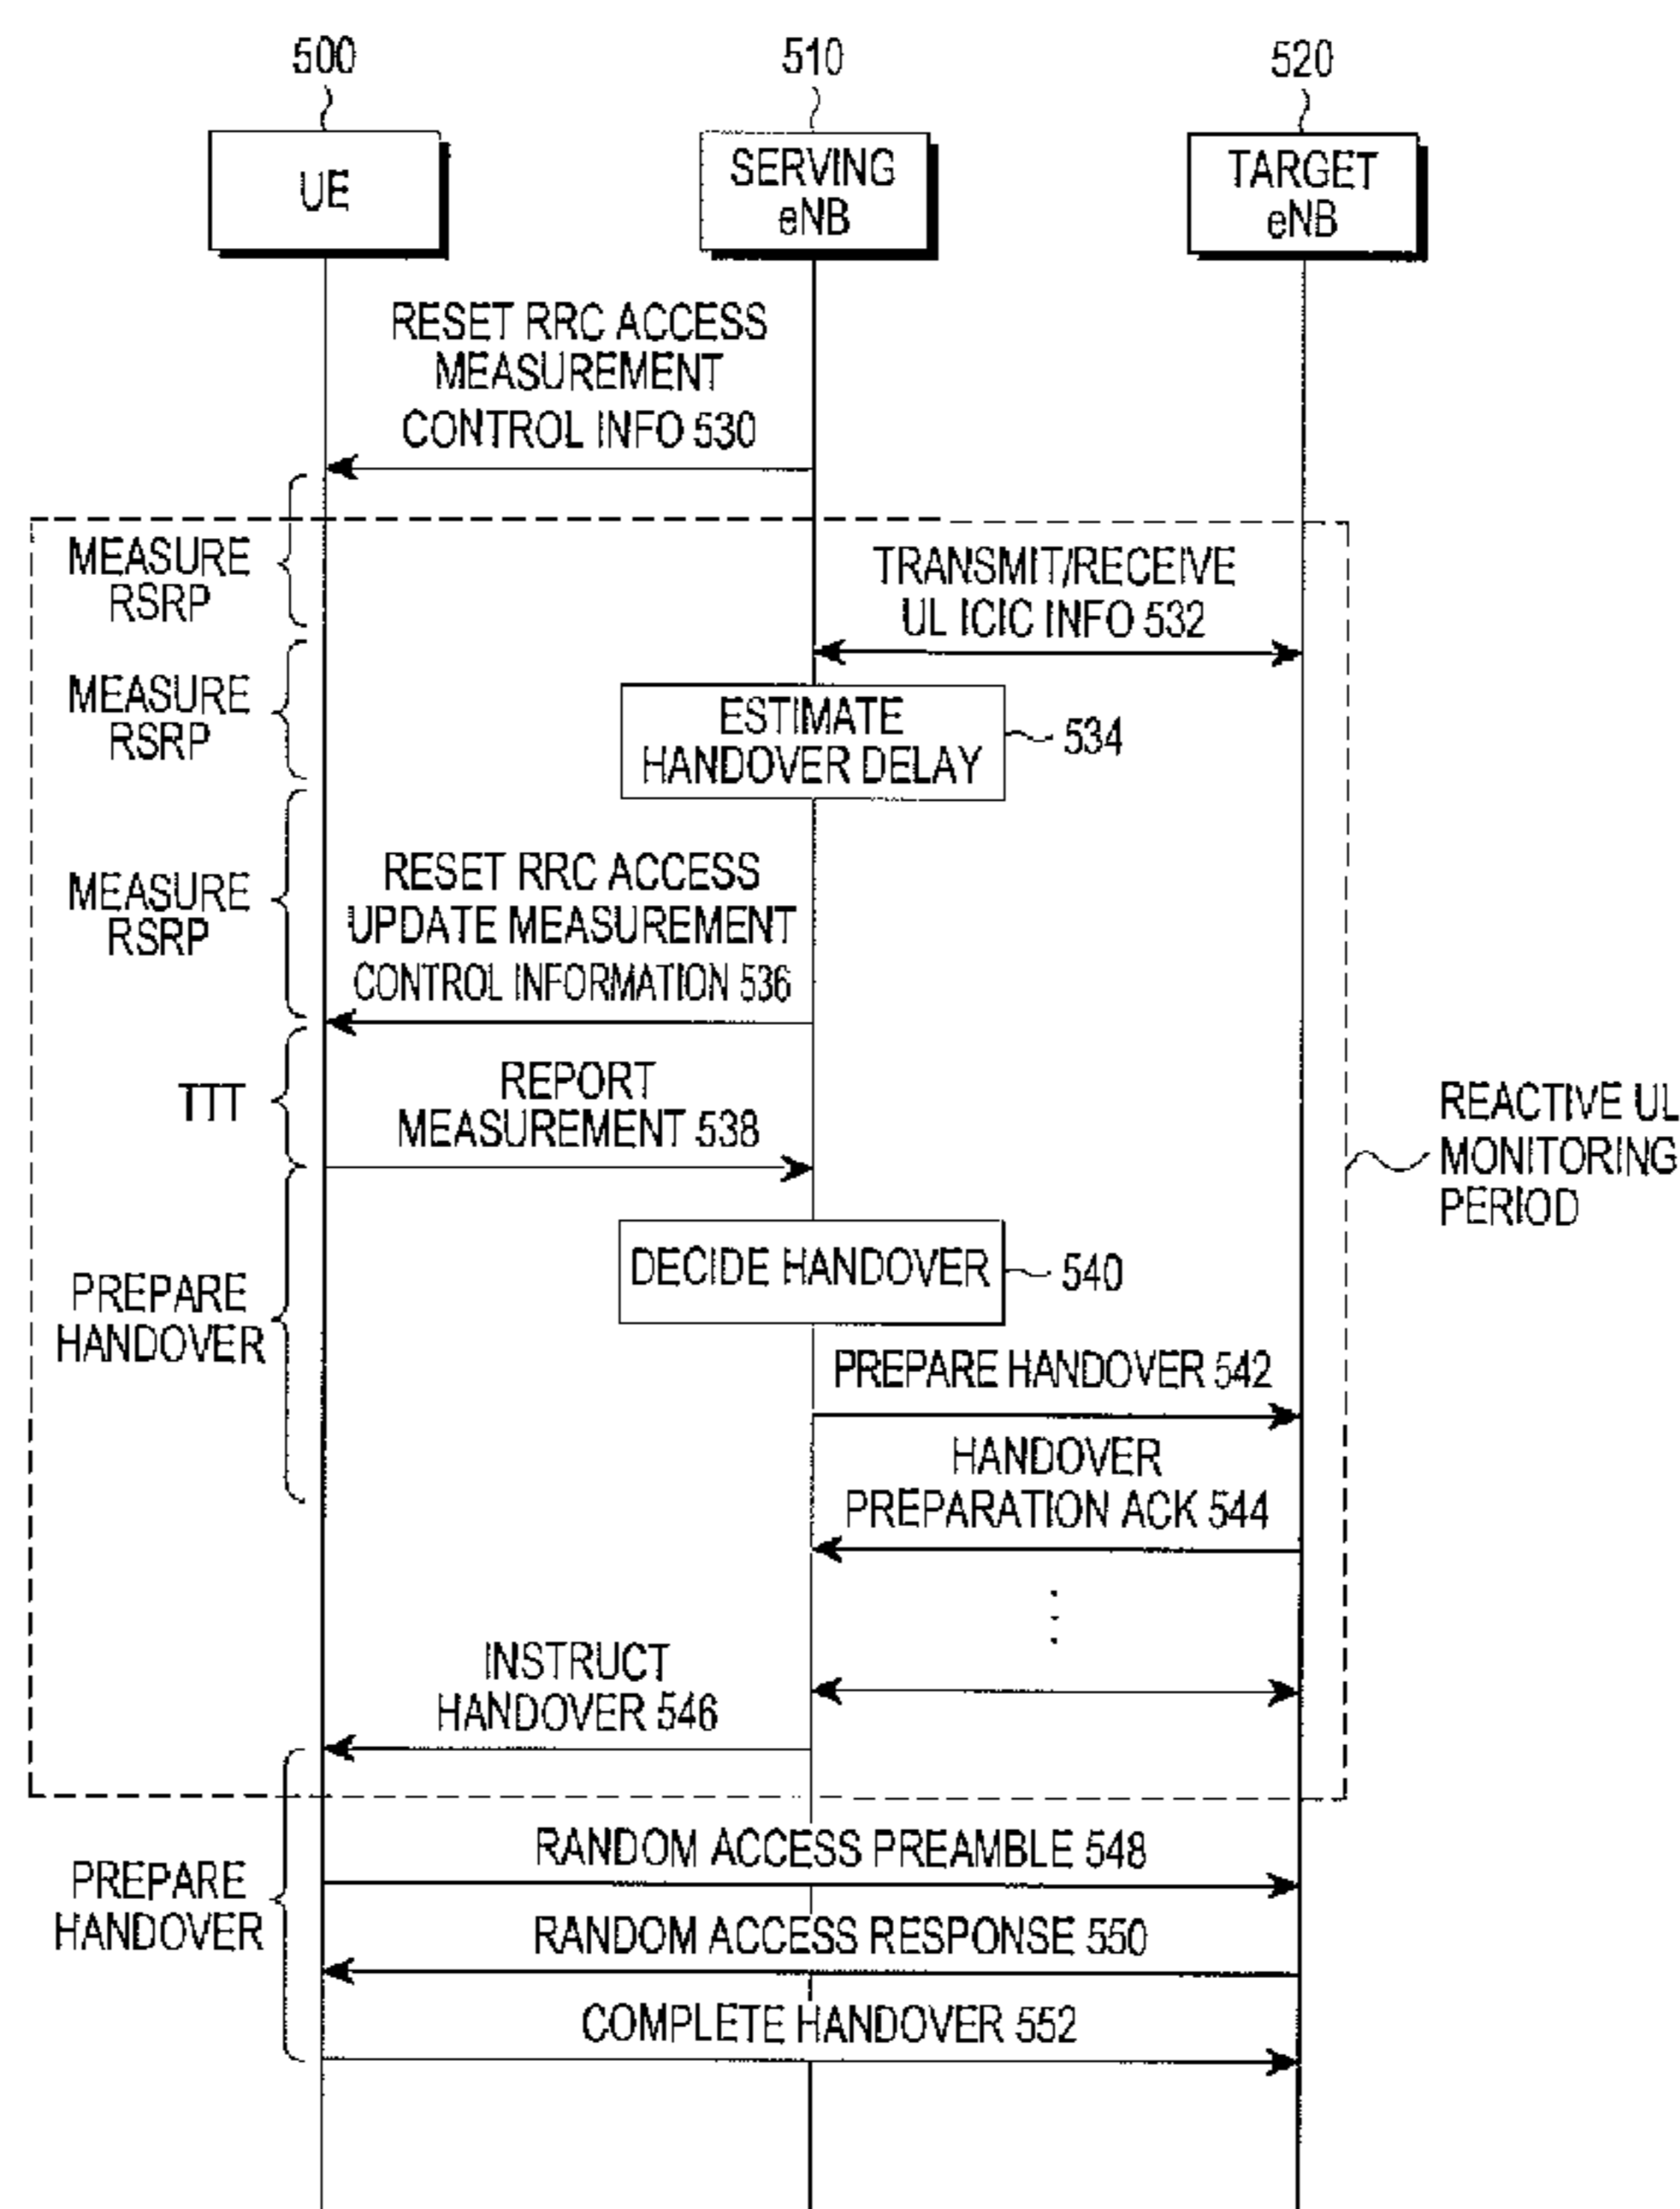 500
510
520
UE
SERVING
eNB
TARGET
eNB
RESET RRC ACCESS
MEASUREMENT
CONTROL INFO 530
MEASURE
RSRP
TRANSMIT/RECEIVE
UL ICIC INFO 532
MEASURE
RSRP
ESTIMATE
HANDOVER DELAY
534
MEASURE
RSRP
RESET RRC ACCESS
UPDATE MEASUREMENT
CONTROL INFORMATION 536
TTT
REPORT
MEASUREMENT 538
REACTIVE UL
MONITORING
PERIOD
PREPARE
HANDOVER
DECIDE HANDOVER
540
PREPARE HANDOVER 542
HANDOVER
PREPARATION ACK 544
INSTRUCT
HANDOVER 546
PREPARE
HANDOVER
RANDOM ACCESS PREAMBLE 548
RANDOM ACCESS RESPONSE 550
COMPLETE HANDOVER 552